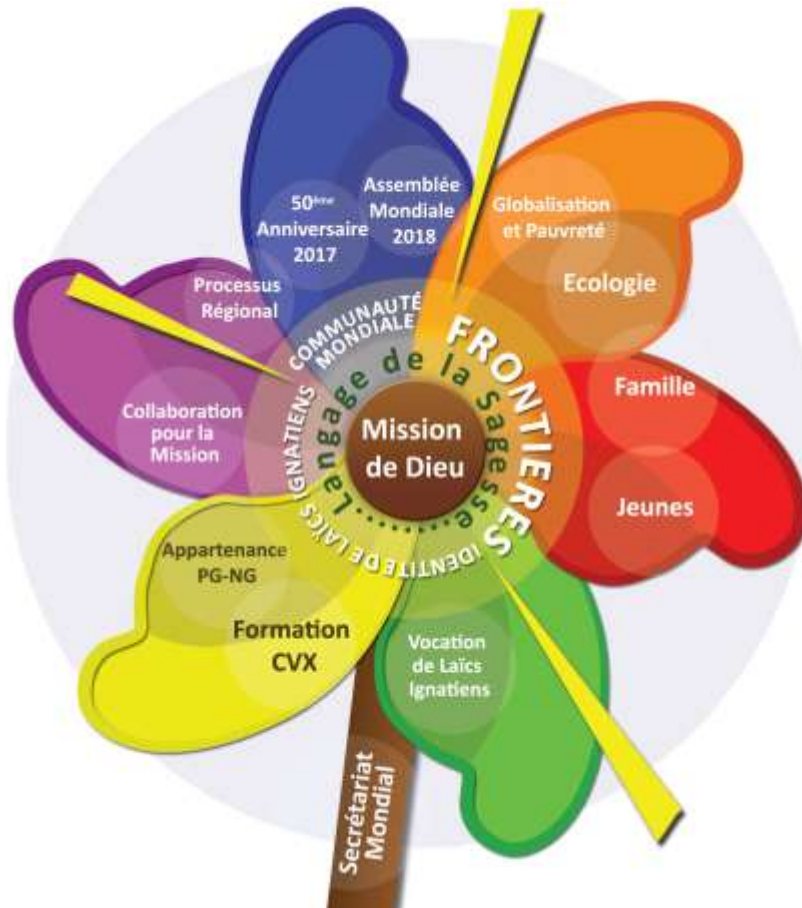 50ème
Anniversaire
2017
Assemblée
Mondiale
2018
Globalisation
et Pauvreté
Ecologie
Famille
Jeunes
Vocation
de Laïcs
Ignatiens
Formation
CVX
Appartenance
PG-NG
Collaboration
pour la
Mission
Processus
Régional
COMMUNAUTÉ
MONDIALE
FRONTIERES
IDENTITE DE LAÏCS IGNATIENS
Langage de la Sagesse
Mission
de Dieu
Secrétariat
Mondial